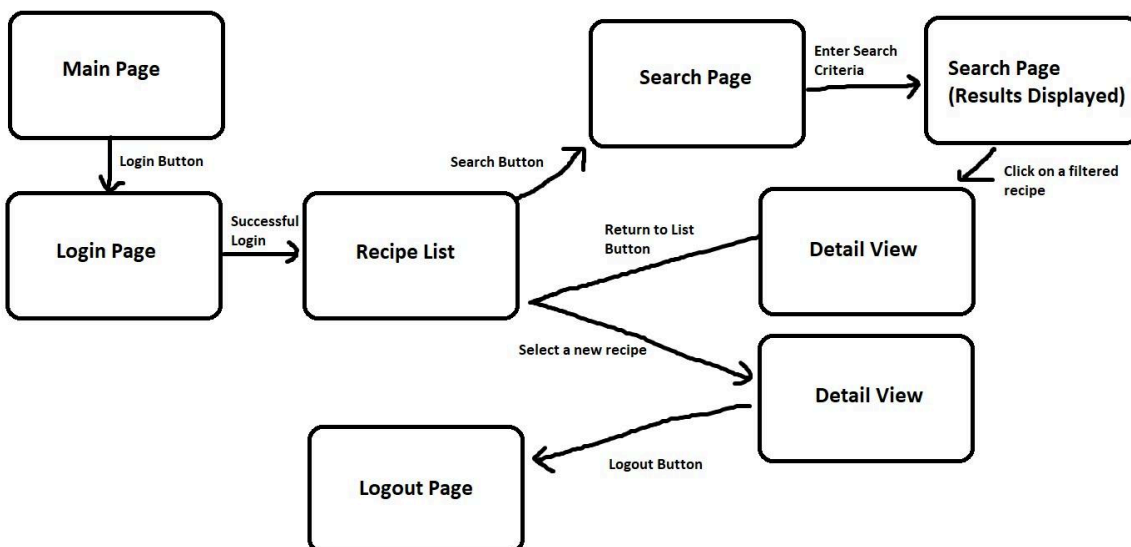 Main Page
Login Button
Login Page
Successful
Login
Recipe List
Search Button
Search Page
Enter Search
Criteria
Search Page
(Results Displayed)
Click on a filtered
recipe
Detail View
Return to List
Button
Select a new recipe
Detail View
Logout Button
Logout Page